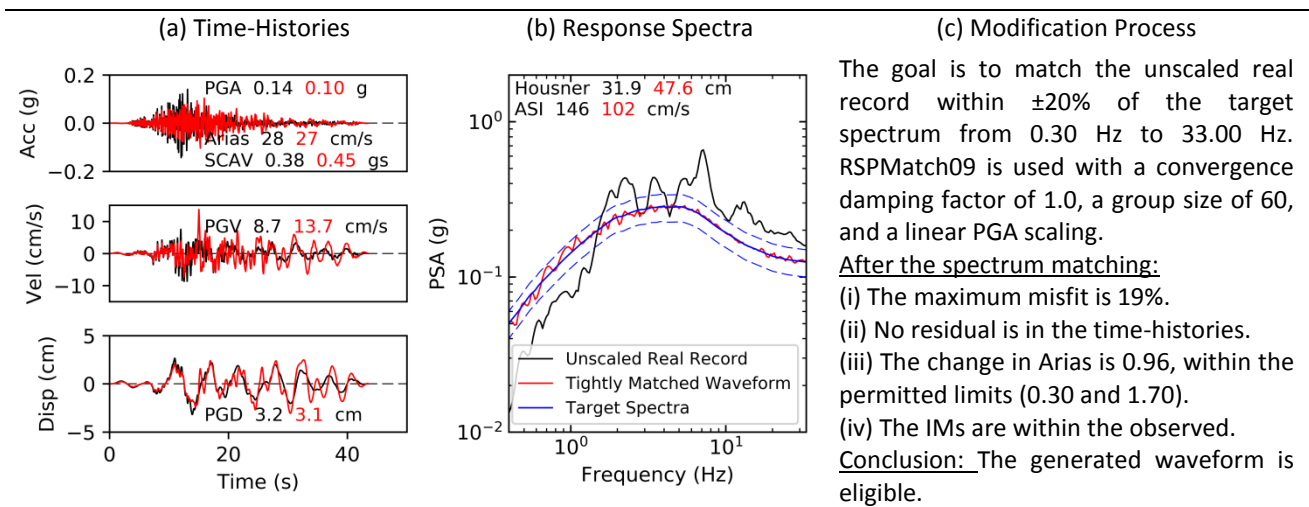 (a) Time-Histories
(b) Response Spectra
(c) Modification Process
0.2
0.0
−0.2
Acc (g)
PGA 0.14 0.10 g
Arias 28 27 cm/s
SCAV 0.38 0.45 gs
10
0
−10
Vel (cm/s)
PGV 8.7 13.7 cm/s
5
0
−5
Disp (cm)
PGD 3.2 3.1 cm
0 20 40
Time (s)
Housner 31.9 47.6 cm
ASI 146 102 cm/s
10⁰
10⁻¹
10⁻²
PSA (g)
Unscaled Real Record
Tightly Matched Waveform
Target Spectra
10⁰ 10¹
Frequency (Hz)
The goal is to match the unscaled real
record within ±20% of the target
spectrum from 0.30 Hz to 33.00 Hz.
RSPMatch09 is used with a convergence
damping factor of 1.0, a group size of 60,
and a linear PGA scaling.
After the spectrum matching:
(i) The maximum misfit is 19%.
(ii) No residual is in the time-histories.
(iii) The change in Arias is 0.96, within the
permitted limits (0.30 and 1.70).
(iv) The IMs are within the observed.
Conclusion: The generated waveform is
eligible.